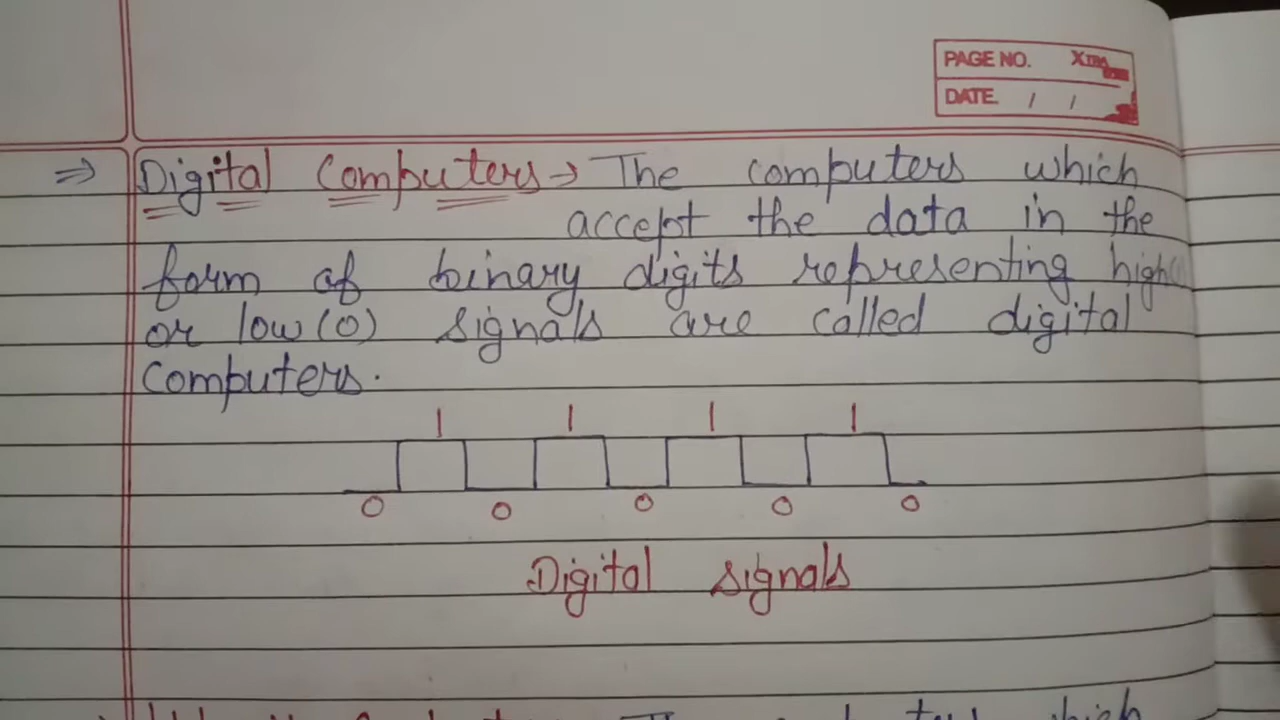 PAGE NO.
DATE / /
⇒ Digital Computers → The computers which
accept the data in the
form of binary digits representing high(
or low (0) signals are called digital
Computers.
1 1 1 1
0 0 0 0 0
Digital signals
which